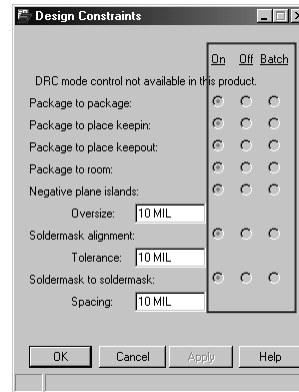 Design Constraints
On Off Batch
DRC mode control not available in this product.
Package to package:
Package to place keepin:
Package to place keepout:
Package to room:
Negative plane islands:
Oversize: 10 MIL
Soldermask alignment:
Tolerance: 10 MIL
Soldermask to soldermask:
Spacing: 10 MIL
OK Cancel Apply Help